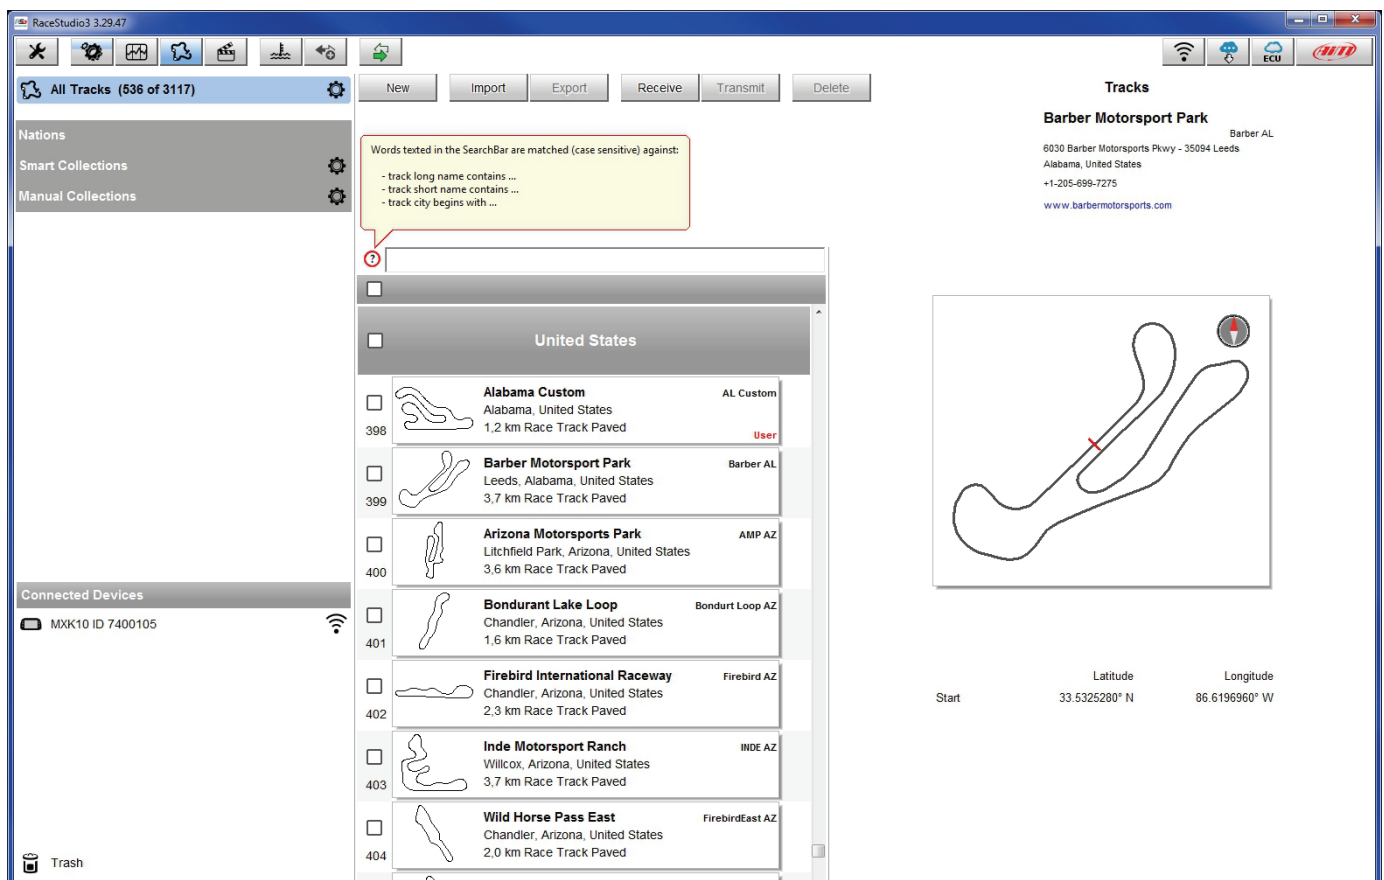 RaceStudio3 3.29.47
ECU
AiM
All Tracks (536 of 3117)
New
Import
Export
Receive
Transmit
Delete
Tracks
Nations
Smart Collections
Manual Collections
Words texted in the SearchBar are matched (case sensitive) against:
- track long name contains ...
- track short name contains ...
- track city begins with ...
?
Barber Motorsport Park
Barber AL
6030 Barber Motorsports Pkwy - 35094 Leeds
Alabama, United States
+1-205-699-7275
www.barbermotorsports.com
United States
398
Alabama Custom
AL Custom
Alabama, United States
1,2 km Race Track Paved
User
399
Barber Motorsport Park
Barber AL
Leeds, Alabama, United States
3,7 km Race Track Paved
400
Arizona Motorsports Park
AMP AZ
Litchfield Park, Arizona, United States
3,6 km Race Track Paved
401
Bondurant Lake Loop
Bondurt Loop AZ
Chandler, Arizona, United States
1,6 km Race Track Paved
402
Firebird International Raceway
Firebird AZ
Chandler, Arizona, United States
2,3 km Race Track Paved
403
Inde Motorsport Ranch
INDE AZ
Willcox, Arizona, United States
3,7 km Race Track Paved
404
Wild Horse Pass East
FirebirdEast AZ
Chandler, Arizona, United States
2,0 km Race Track Paved
Connected Devices
MXK10 ID 7400105
Trash
Latitude
Longitude
Start
33.5325280° N
86.6196960° W